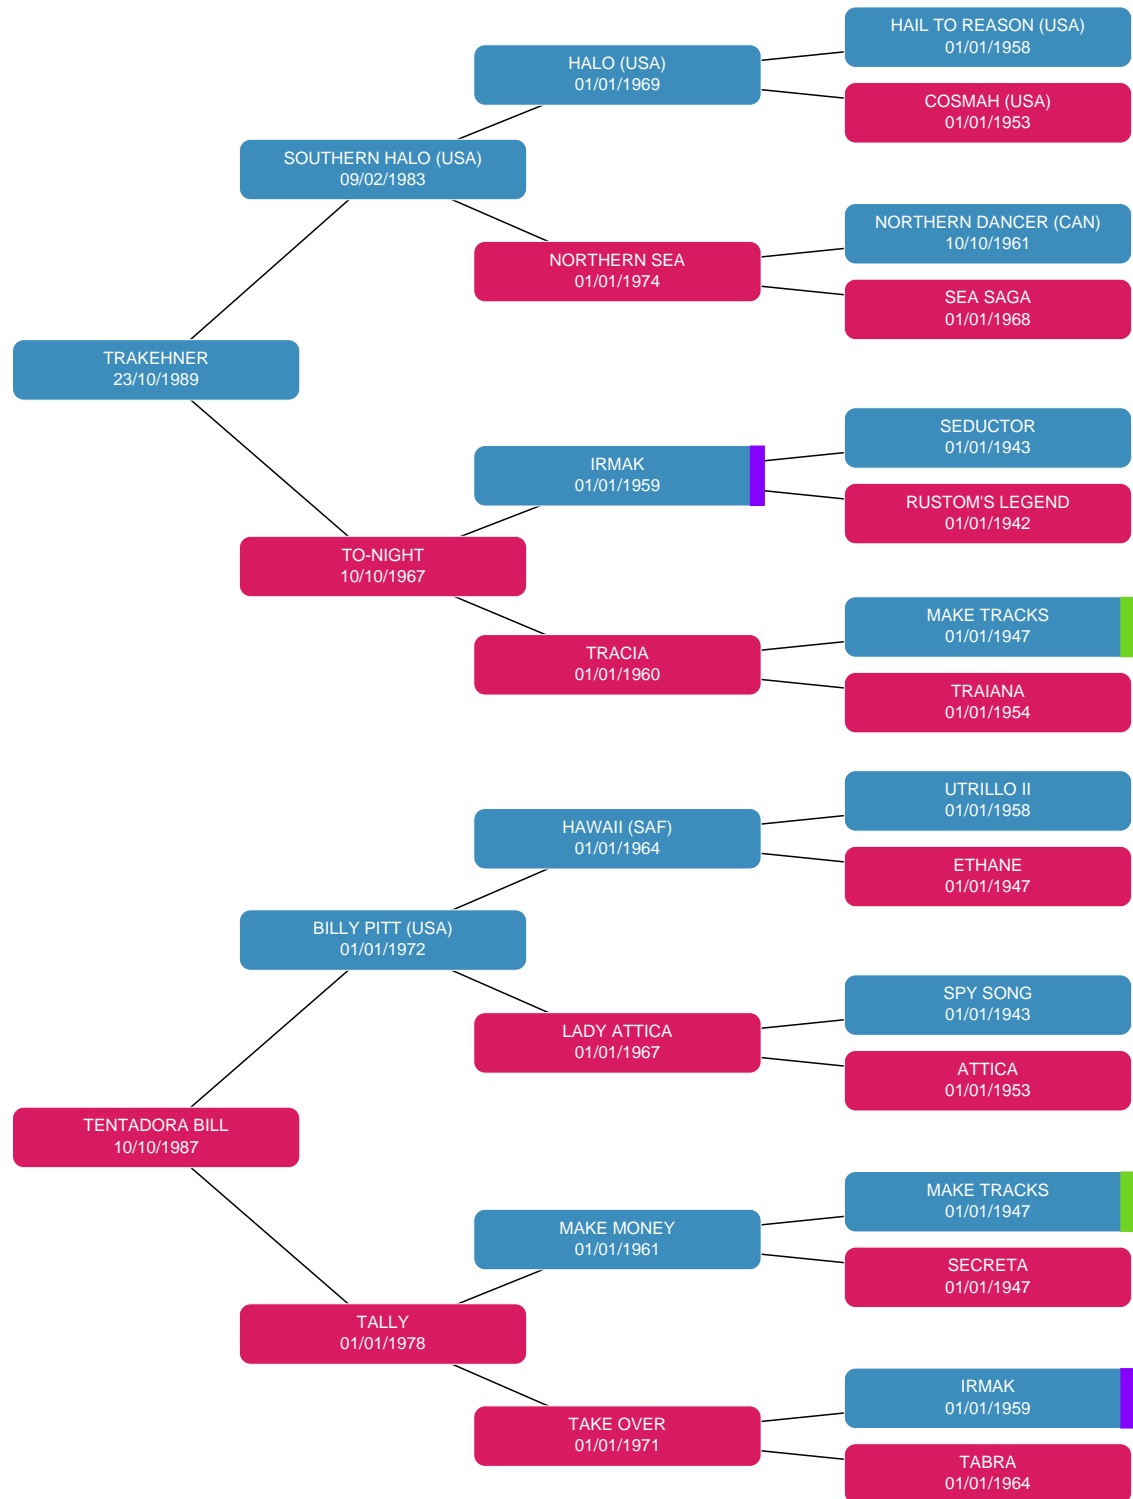 HAIL TO REASON (USA)
01/01/1958
HALO (USA)
01/01/1969
COSMAH (USA)
01/01/1953
SOUTHERN HALO (USA)
09/02/1983
NORTHERN DANCER (CAN)
10/10/1961
NORTHERN SEA
01/01/1974
SEA SAGA
01/01/1968
TRAKEHNER
23/10/1989
SEDUCTOR
01/01/1943
IRMAK
01/01/1959
RUSTOM'S LEGEND
01/01/1942
TO-NIGHT
10/10/1967
MAKE TRACKS
01/01/1947
TRACIA
01/01/1960
TRAIANA
01/01/1954
UTRILLO II
01/01/1958
HAWAII (SAF)
01/01/1964
ETHANE
01/01/1947
BILLY PITT (USA)
01/01/1972
SPY SONG
01/01/1943
LADY ATTICA
01/01/1967
ATTICA
01/01/1953
TENTADORA BILL
10/10/1987
MAKE TRACKS
01/01/1947
MAKE MONEY
01/01/1961
SECRETA
01/01/1947
TALLY
01/01/1978
IRMAK
01/01/1959
TAKE OVER
01/01/1971
TABRA
01/01/1964